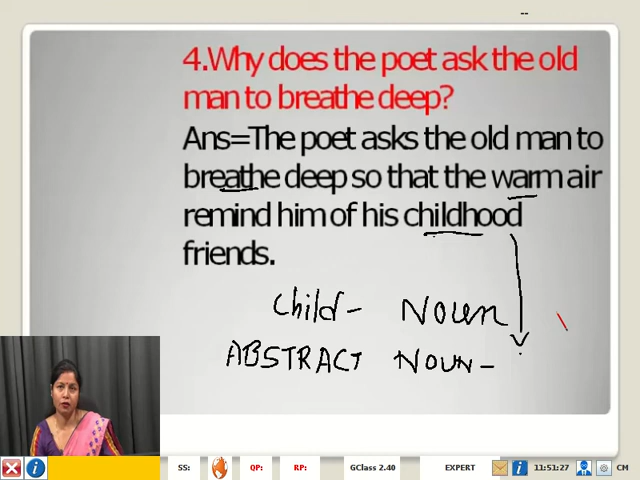 --
4.Why does the poet ask the old
man to breathe deep?
Ans=The poet asks the old man to
breathe deep so that the warm air
remind him of his childhood
friends.
Child - Noun
ABSTRACT NOUN -
SS: QP: RP: GClass 2.40 EXPERT 11:51:27 CM